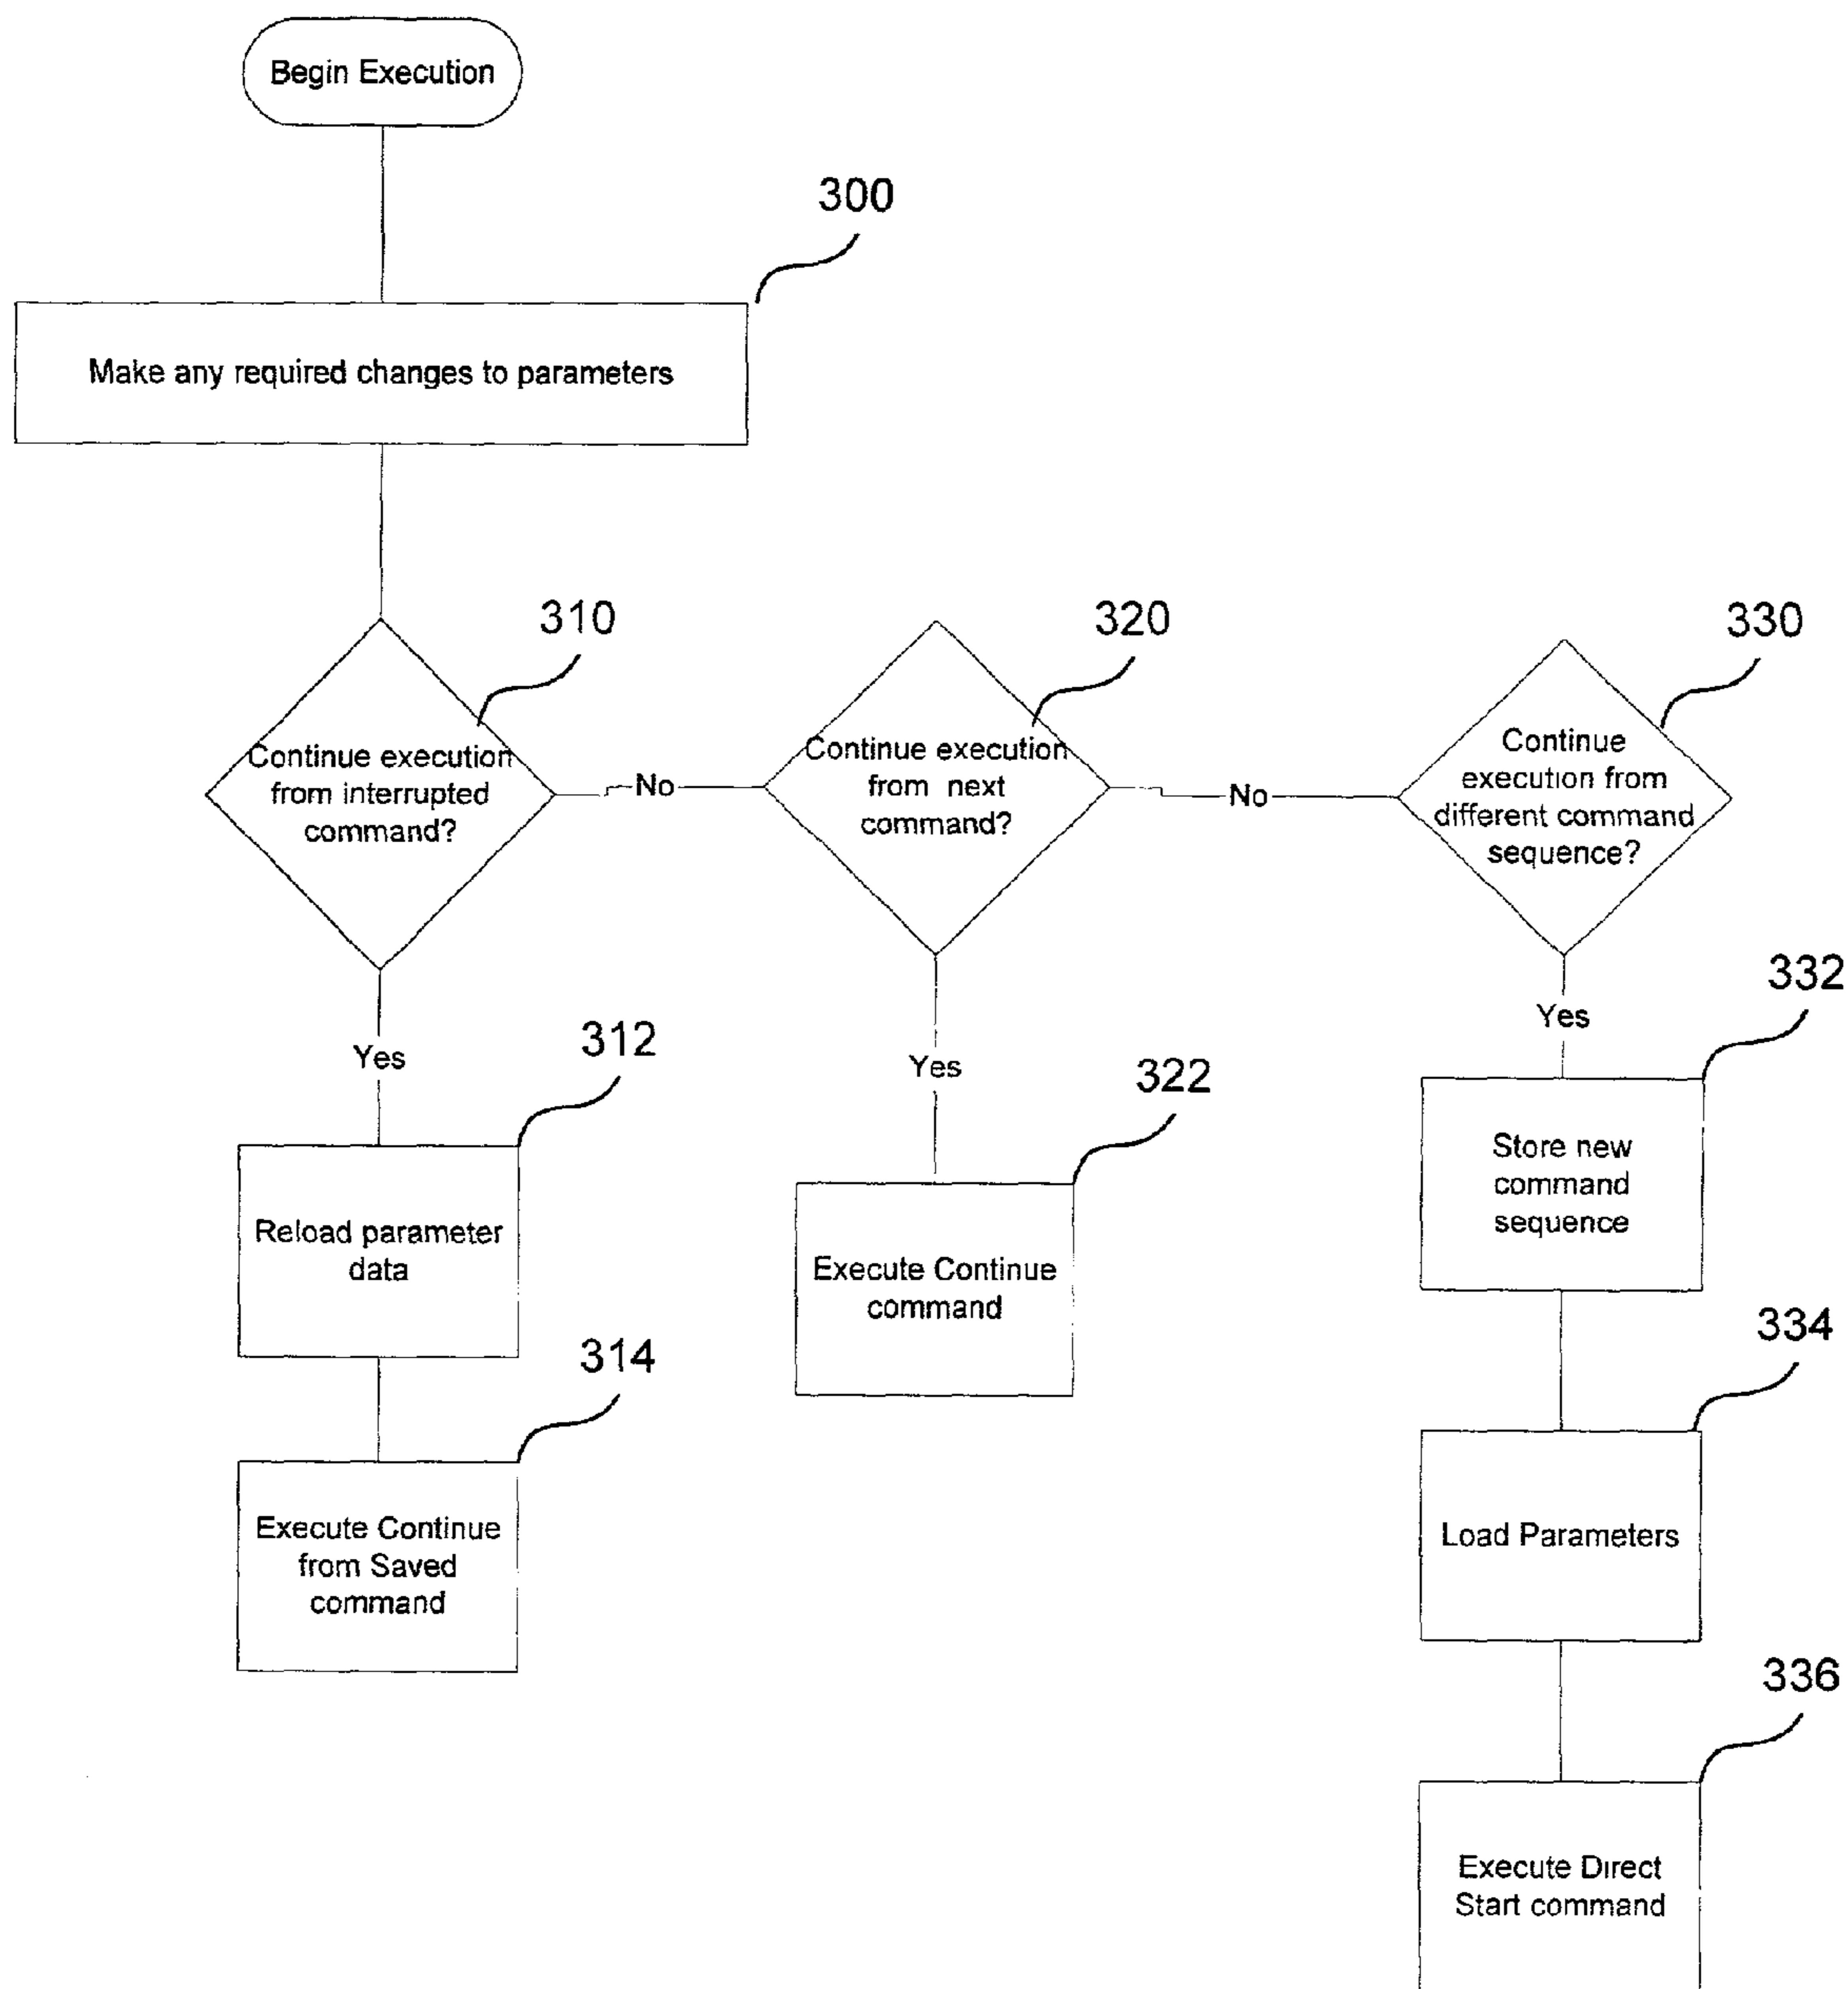 Begin Execution
300
Make any required changes to parameters
310
320
330
Continue execution
from interrupted
command?
No
Continue execution
from next
command?
No
Continue
execution from
different command
sequence?
Yes
312
Reload parameter
data
314
Execute Continue
from Saved
command
Yes
322
Execute Continue
command
Yes
332
Store new
command
sequence
334
Load Parameters
336
Execute Direct
Start command